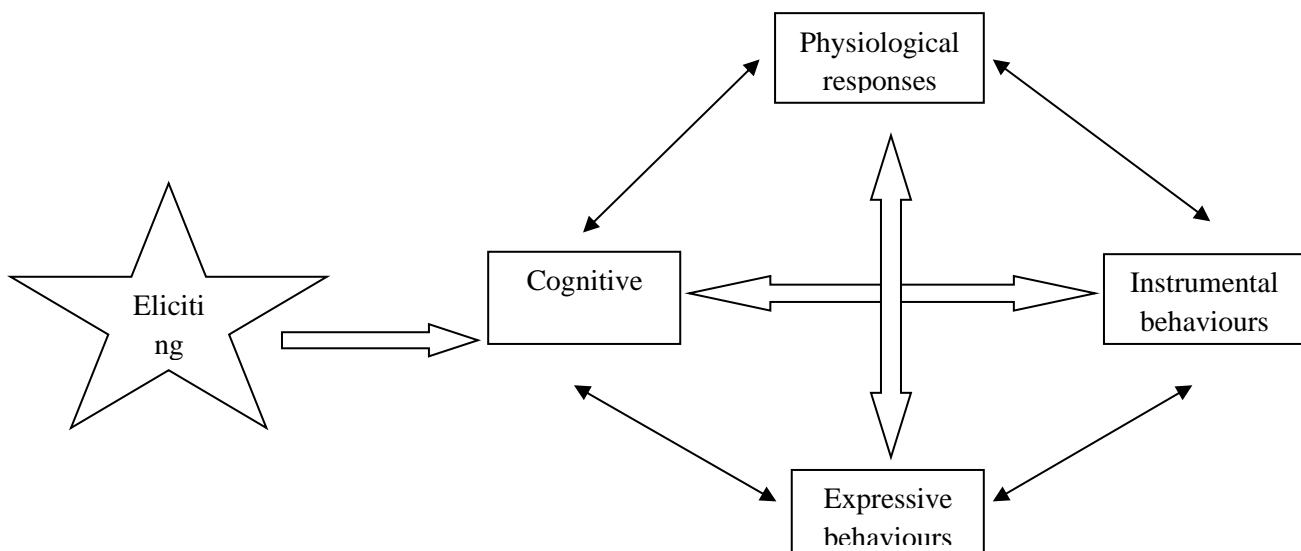 Physiological
responses
Eliciti
ng
Cognitive
Instrumental
behaviours
Expressive
behaviours